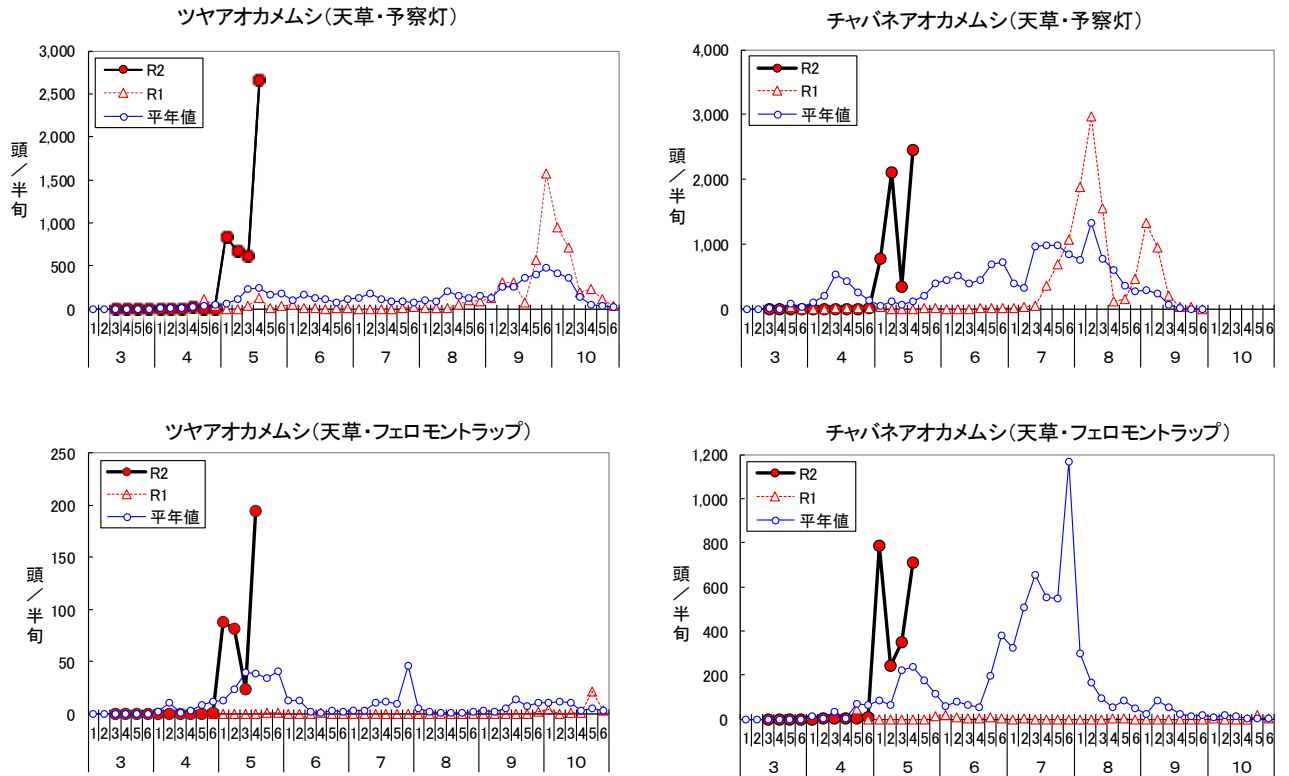 ツヤアオカメムシ(天草・予察灯)
頭/半旬
3,000
2,500
2,000
1,500
1,000
500
0
R2
R1
平年値
1 2 3 4 5 6 1 2 3 4 5 6 1 2 3 4 5 6 1 2 3 4 5 6 1 2 3 4 5 6 1 2 3 4 5 6 1 2 3 4 5 6 1 2 3 4 5 6
3 4 5 6 7 8 9 10
チャバネアオカメムシ(天草・予察灯)
頭/半旬
4,000
3,000
2,000
1,000
0
R2
R1
平年値
1 2 3 4 5 6 1 2 3 4 5 6 1 2 3 4 5 6 1 2 3 4 5 6 1 2 3 4 5 6 1 2 3 4 5 6 1 2 3 4 5 6 1 2 3 4 5 6
3 4 5 6 7 8 9 10
ツヤアオカメムシ(天草・フェロモントラップ)
頭/半旬
250
200
150
100
50
0
R2
R1
平年値
1 2 3 4 5 6 1 2 3 4 5 6 1 2 3 4 5 6 1 2 3 4 5 6 1 2 3 4 5 6 1 2 3 4 5 6 1 2 3 4 5 6 1 2 3 4 5 6
3 4 5 6 7 8 9 10
チャバネアオカメムシ(天草・フェロモントラップ)
頭/半旬
1,200
1,000
800
600
400
200
0
R2
R1
平年値
1 2 3 4 5 6 1 2 3 4 5 6 1 2 3 4 5 6 1 2 3 4 5 6 1 2 3 4 5 6 1 2 3 4 5 6 1 2 3 4 5 6 1 2 3 4 5 6
3 4 5 6 7 8 9 10